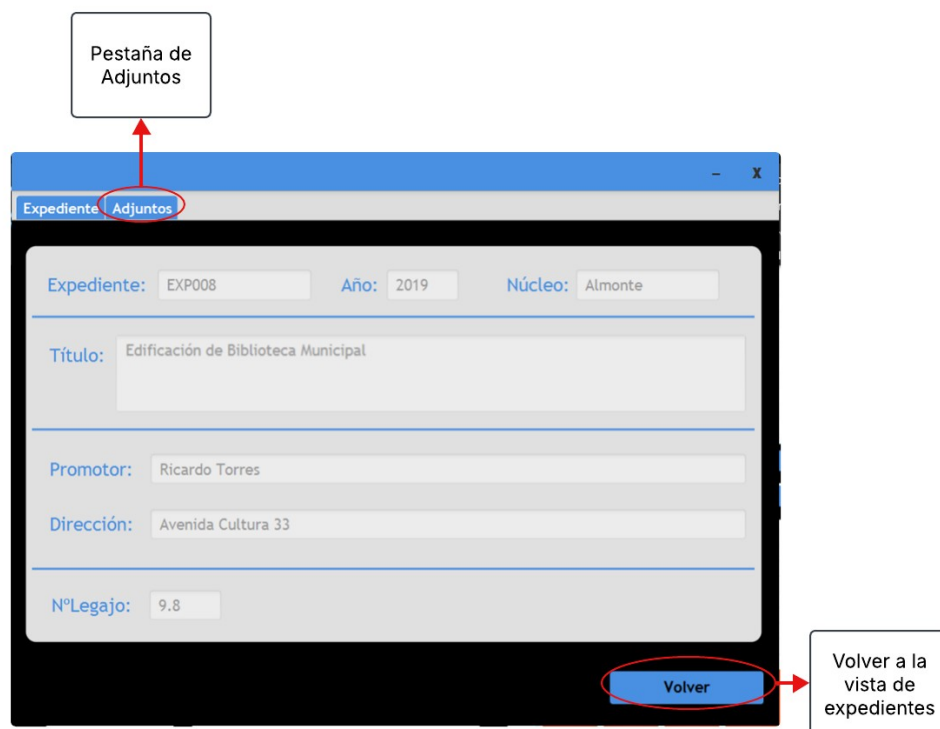 Pestaña de
Adjuntos
– X
Expediente Adjuntos
Expediente: EXP008 Año: 2019 Núcleo: Almonte
Título: Edificación de Biblioteca Municipal
Promotor: Ricardo Torres
Dirección: Avenida Cultura 33
NºLegajo: 9.8
Volver
Volver a la
vista de
expedientes